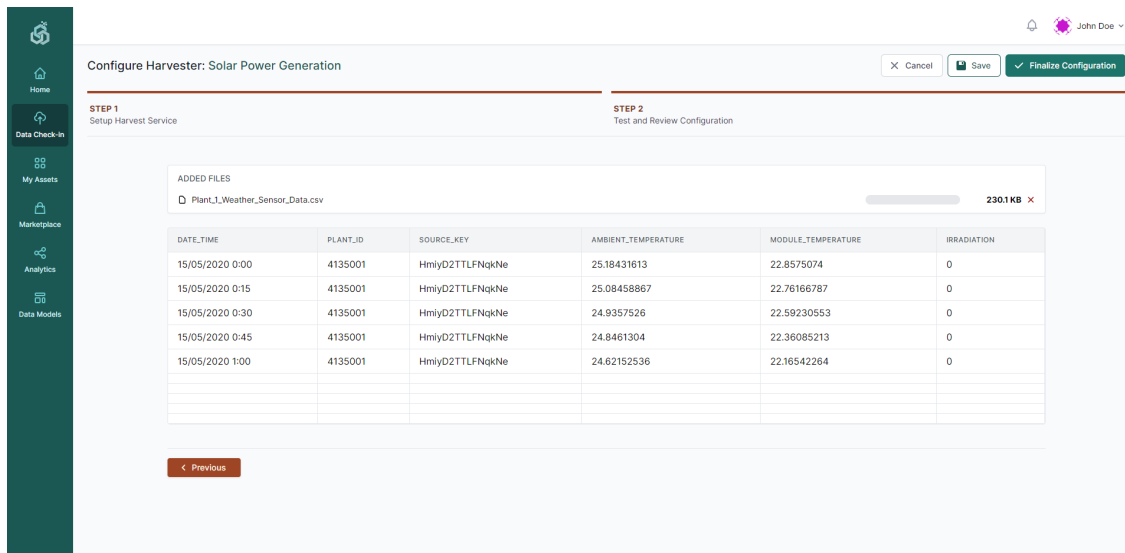 John Doe
Configure Harvester: Solar Power Generation
Cancel
Save
Finalize Configuration
Home
Data Check-in
My Assets
Marketplace
Analytics
Data Models
STEP 1
Setup Harvest Service
STEP 2
Test and Review Configuration
ADDED FILES
Plant_1_Weather_Sensor_Data.csv 230.1 KB
DATE_TIME PLANT_ID SOURCE_KEY AMBIENT_TEMPERATURE MODULE_TEMPERATURE IRRADIATION
15/05/2020 0:00 4135001 HmiyD2TTLFNqkNe 25.18431613 22.8575074 0
15/05/2020 0:15 4135001 HmiyD2TTLFNqkNe 25.08458867 22.76166787 0
15/05/2020 0:30 4135001 HmiyD2TTLFNqkNe 24.9357526 22.59230553 0
15/05/2020 0:45 4135001 HmiyD2TTLFNqkNe 24.8461304 22.36085213 0
15/05/2020 1:00 4135001 HmiyD2TTLFNqkNe 24.62152536 22.16542264 0
Previous